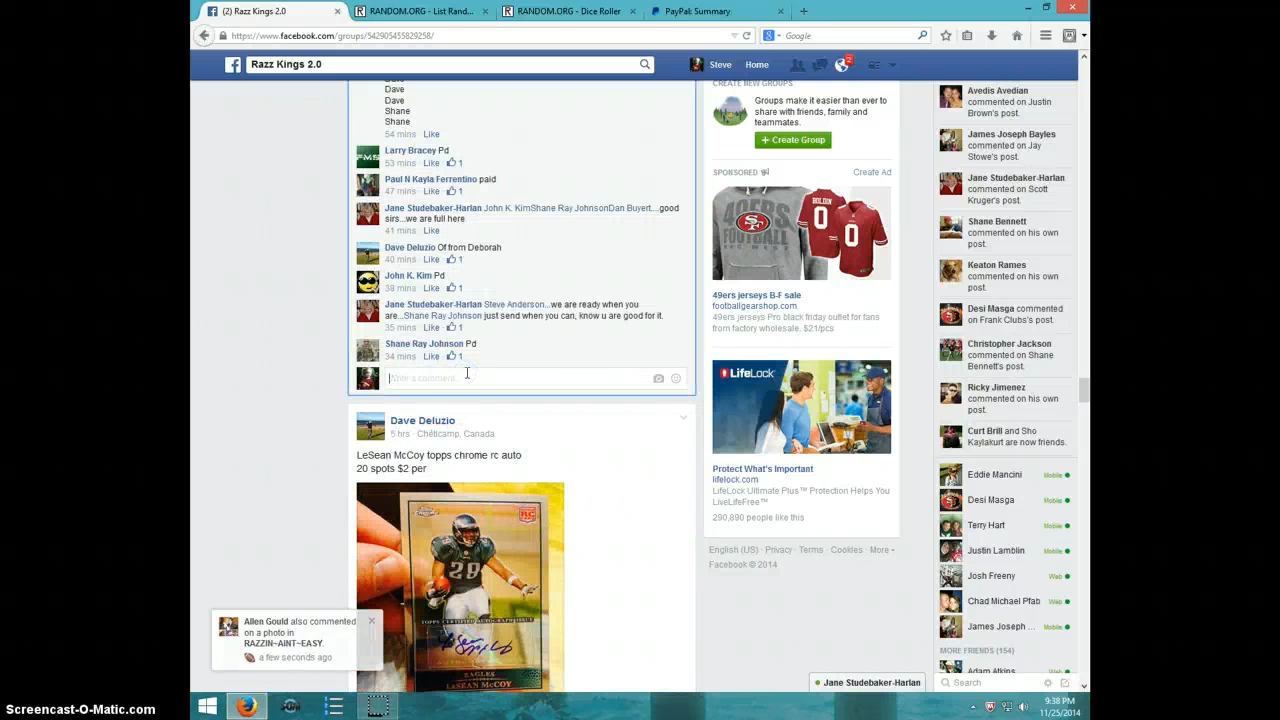 (2) Razz Kings 2.0
RANDOM.ORG - List Rand...
RANDOM.ORG - Dice Roller
PayPal: Summary
https://www.facebook.com/groups/542905455829258/
Google
Razz Kings 2.0
Steve
Home
2
Dave
Dave
Dave
Shane
Shane
54 mins Like
Larry Bracey Pd
53 mins Like 1
Paul N Kayla Ferrentino paid
47 mins Like 1
Jane Studebaker-Harlan John K. KimShane Ray JohnsonDan Buyert....good
sirs...we are full here
41 mins Like
Dave Deluzio Of from Deborah
40 mins Like 1
John K. Kim Pd
38 mins Like 1
Jane Studebaker-Harlan Steve Anderson...we are ready when you
are...Shane Ray Johnson just send when you can, know u are good for it.
35 mins Like 1
Shane Ray Johnson Pd
34 mins Like 1
Write a comment...
Dave Deluzio
5 hrs · Chéticamp, Canada
LeSean McCoy topps chrome rc auto
20 spots $2 per
RC
28
TOPPS CERTIFIED AUTOGRAPH ISSUE
EAGLES
LeSEAN McCOY
Allen Gould also commented
on a photo in
RAZZIN~AINT~EASY.
a few seconds ago
CREATE NEW GROUPS
Groups make it easier than ever to
share with friends, family and
teammates.
+ Create Group
SPONSORED
Create Ad
49ERS
FOOTBALL
BOLDIN
0
0
49ers jerseys B-F sale
footballgearshop.com
49ers jerseys Pro black friday outlet for fans
from factory wholesale, $21/pcs
LifeLock
Protect What's Important
lifelock.com
LifeLock Ultimate Plus™ Protection Helps You
LiveLifeFree™
290,890 people like this
English (US) · Privacy · Terms · Cookies · More
Facebook © 2014
Avedis Avedian
commented on Justin
Brown's post.
James Joseph Bayles
commented on Jay
Stowe's post.
Jane Studebaker-Harlan
commented on Scott
Kruger's post.
Shane Bennett
commented on his own
post.
Keaton Rames
commented on his own
post.
Desi Masga commented
on Frank Clubs's post.
Christopher Jackson
commented on Shane
Bennett's post.
Ricky Jimenez
commented on his own
post.
Curt Brill and Sho
Kaylakurt are now friends.
Eddie Mancini Mobile
Desi Masga Mobile
Terry Hart Mobile
Justin Lamblin Mobile
Josh Freeny Web
Chad Michael Pfab Web
James Joseph ... Mobile
MORE FRIENDS (154)
Adam Atkins
Jane Studebaker-Harlan
Search
9:38 PM
11/25/2014
Screencast-O-Matic.com